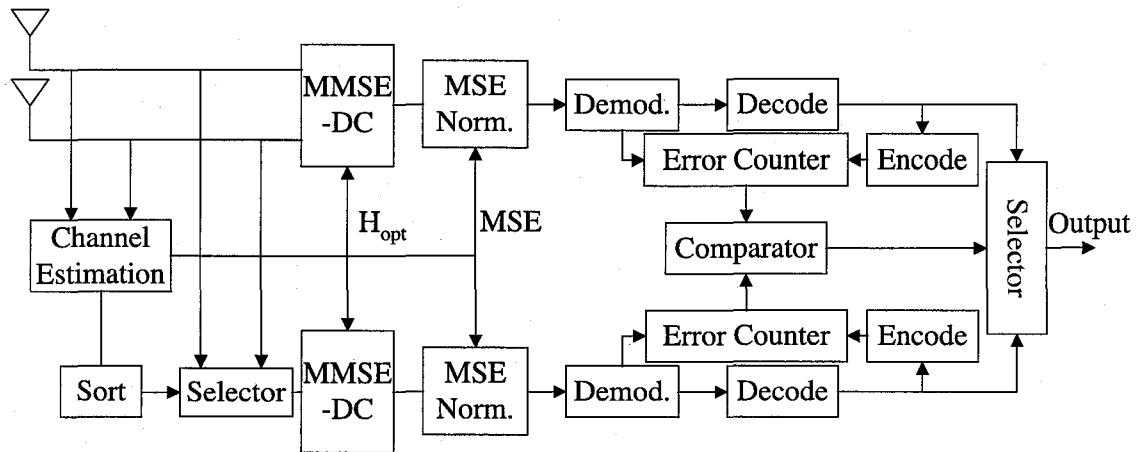 MMSE
-DC
MSE
Norm.
Demod.
Decode
Error Counter
Encode
Channel
Estimation
H_opt
MSE
Comparator
Selector
Output
Sort
Selector
MMSE
-DC
MSE
Norm.
Error Counter
Encode
Demod.
Decode